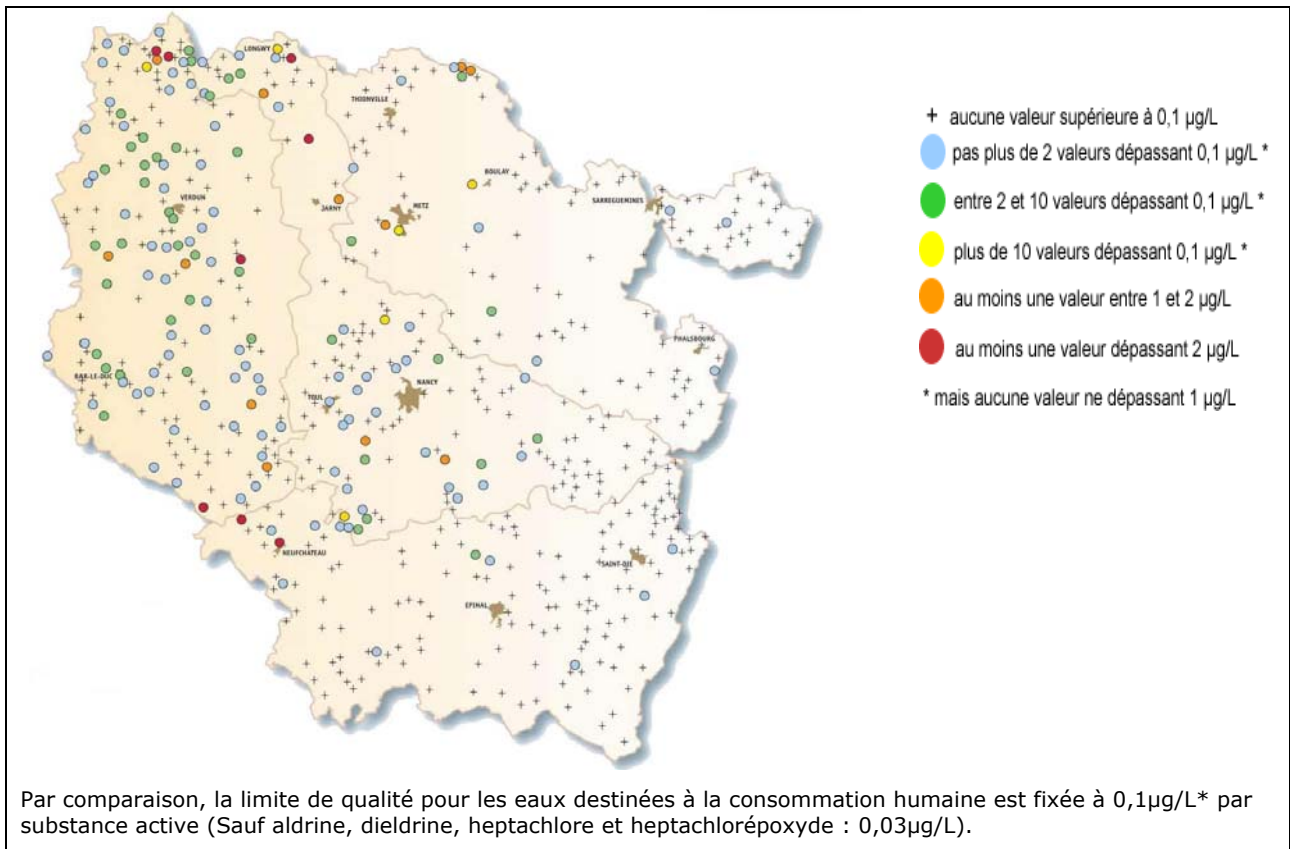 LONGWY
THIONVILLE
BOULAY
SARREGUEMINES
VERDUN
JARNY
METZ
PHALSBOURG
BAR-LE-DUC
TOUL
NANCY
NEUFCHATEAU
SAINT-DIE
EPINAL
+ aucune valeur supérieure à 0,1 µg/L
pas plus de 2 valeurs dépassant 0,1 µg/L *
entre 2 et 10 valeurs dépassant 0,1 µg/L *
plus de 10 valeurs dépassant 0,1 µg/L *
au moins une valeur entre 1 et 2 µg/L
au moins une valeur dépassant 2 µg/L
* mais aucune valeur ne dépassant 1 µg/L
Par comparaison, la limite de qualité pour les eaux destinées à la consommation humaine est fixée à 0,1µg/L* par
substance active (Sauf aldrine, dieldrine, heptachlore et heptachlorépoxyde : 0,03µg/L).